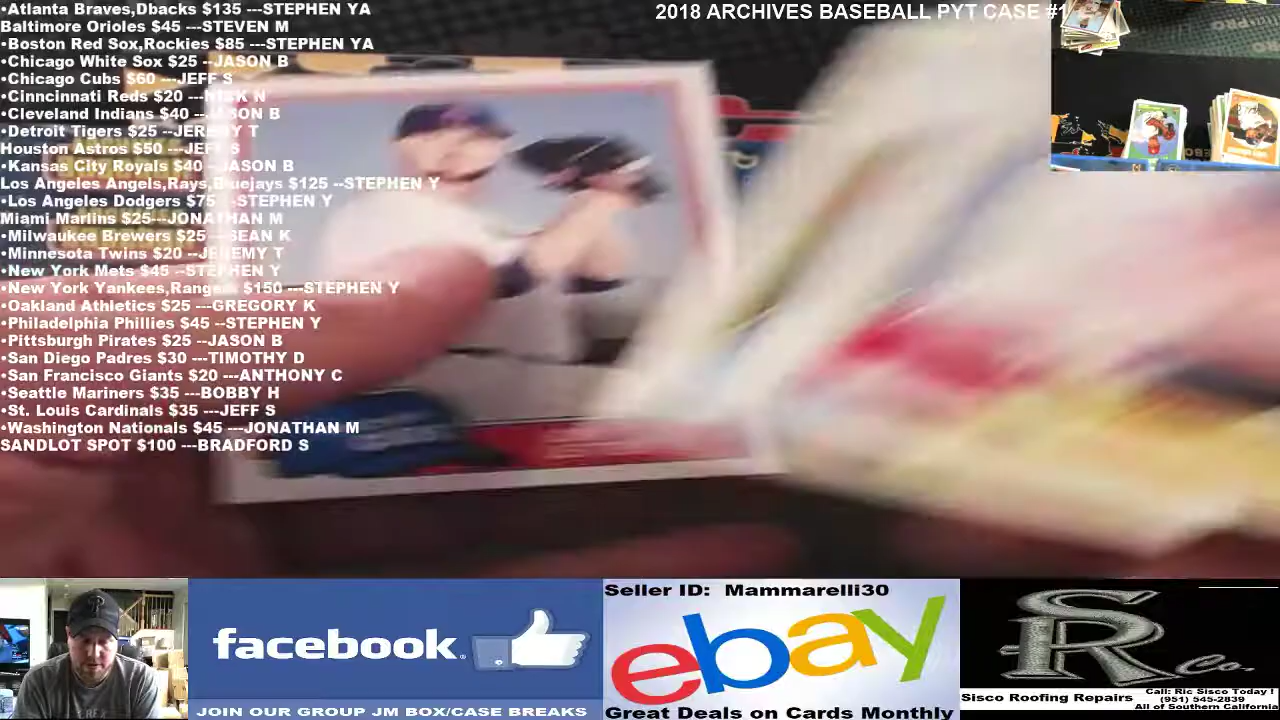 •Atlanta Braves,Dbacks $135 ---STEPHEN YA
Baltimore Orioles $45 ---STEVEN M
•Boston Red Sox,Rockies $85 ---STEPHEN YA
•Chicago White Sox $25 --JASON B
•Chicago Cubs $60 ---JEFF S
•Cinncinnati Reds $20 ---NICK N
•Cleveland Indians $40 --JASON B
•Detroit Tigers $25 ---JEREMY T
Houston Astros $50 ---JEFF S
•Kansas City Royals $40 --JASON B
Los Angeles Angels,Rays,Bluejays $125 --STEPHEN Y
•Los Angeles Dodgers $75 --STEPHEN Y
Miami Marlins $25---JONATHAN M
•Milwaukee Brewers $25 ---SEAN K
•Minnesota Twins $20 --JEREMY T
•New York Mets $45 --STEPHEN Y
•New York Yankees,Rangers $150 ---STEPHEN Y
•Oakland Athletics $25 ---GREGORY K
•Philadelphia Phillies $45 --STEPHEN Y
•Pittsburgh Pirates $25 --JASON B
•San Diego Padres $30 ---TIMOTHY D
•San Francisco Giants $20 ---ANTHONY C
•Seattle Mariners $35 ---BOBBY H
•St. Louis Cardinals $35 ---JEFF S
•Washington Nationals $45 ---JONATHAN M
SANDLOT SPOT $100 ---BRADFORD S
2018 ARCHIVES BASEBALL PYT CASE #1
facebook
JOIN OUR GROUP JM BOX/CASE BREAKS
Seller ID: Mammarelli30
ebay
Great Deals on Cards Monthly
SR Co.
Sisco Roofing Repairs
Call: Ric Sisco Today !
(951) 545-2839
All of Southern California